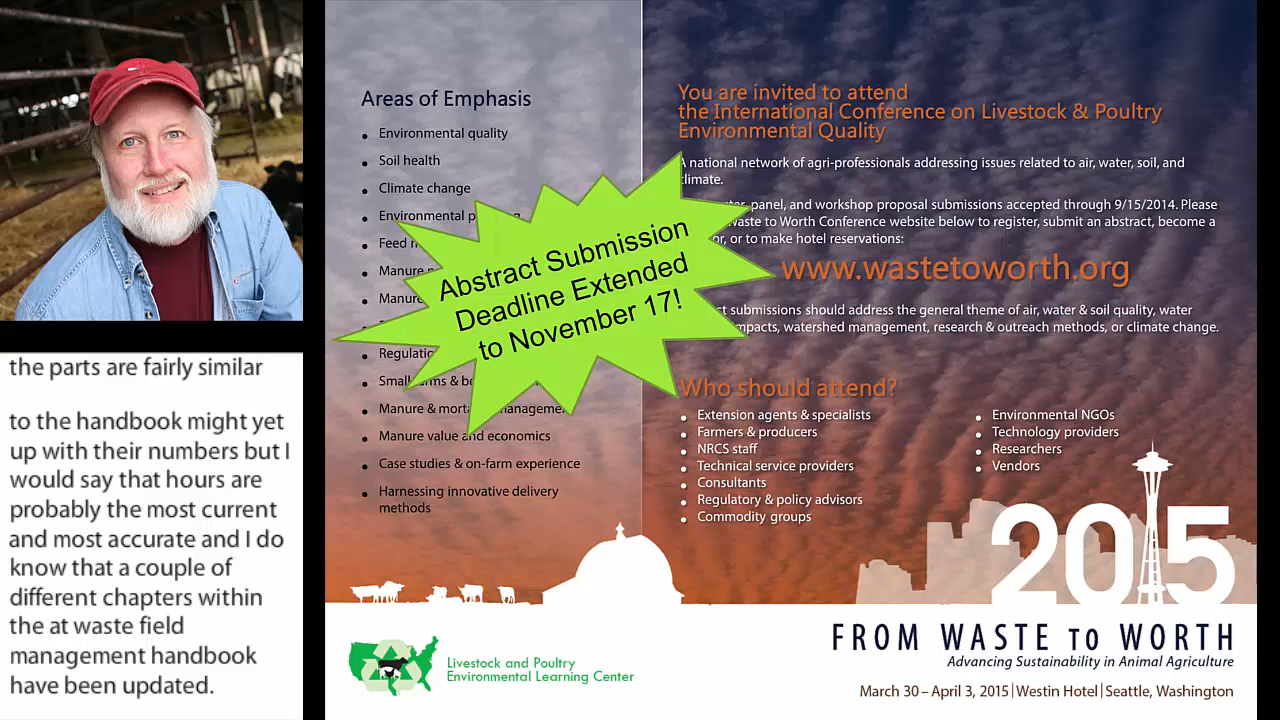 the parts are fairly similar
to the handbook might yet
up with their numbers but I
would say that hours are
probably the most current
and most accurate and I do
know that a couple of
different chapters within
the at waste field
management handbook
have been updated.
Areas of Emphasis
Environmental quality
Soil health
Climate change
Environmental
Feed
Manure
Manure
Small
Manure & management
Manure value and economics
Case studies & on-farm experience
Harnessing innovative delivery
methods
Abstract Submission
Deadline Extended
to November 17!
You are invited to attend
the International Conference on Livestock & Poultry
Environmental Quality
A national network of agri-professionals addressing issues related to air, water, soil, and
climate.
panel, and workshop proposal submissions accepted through 9/15/2014. Please
Waste to Worth Conference website below to register, submit an abstract, become a
or to make hotel reservations:
www.wastetoworth.org
submissions should address the general theme of air, water & soil quality, water
impacts, watershed management, research & outreach methods, or climate change.
Who should attend?
Extension agents & specialists
Farmers & producers
NRCS staff
Technical service providers
Consultants
Regulatory & policy advisors
Commodity groups
Environmental NGOs
Technology providers
Researchers
Vendors
2015
FROM WASTE TO WORTH
Advancing Sustainability in Animal Agriculture
March 30 – April 3, 2015 | Westin Hotel | Seattle, Washington
Livestock and Poultry
Environmental Learning Center